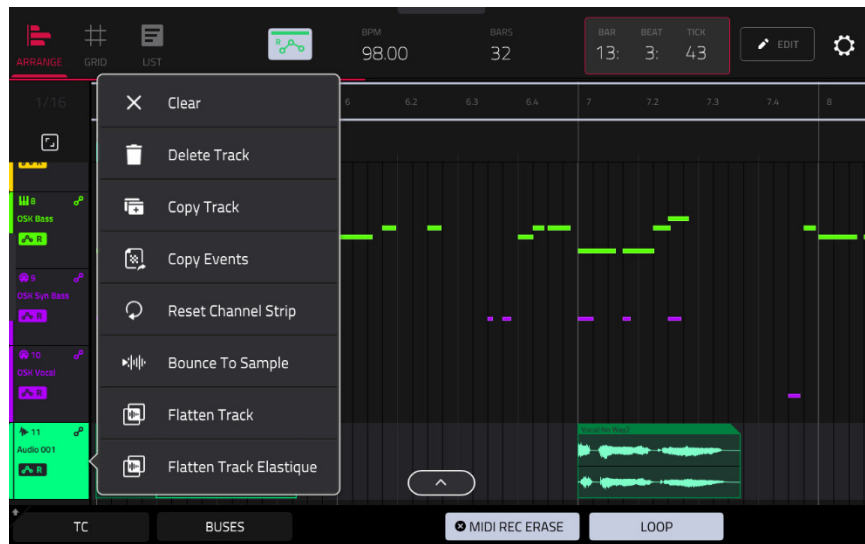 ARRANGE GRID LIST
BPM
98.00
BARS
32
BAR BEAT TICK
13: 3: 43
EDIT
1/16
6 6.2 6.3 6.4 7 7.2 7.3 7.4 8
Clear
Delete Track
Copy Track
Copy Events
Reset Channel Strip
Bounce To Sample
Flatten Track
Flatten Track Elastique
8
OSK Bass
R
9
OSK Syn Bass
R
10
OSK Vocal
R
11
Audio 001
R
Vocal No Way2
TC BUSES MIDI REC ERASE LOOP